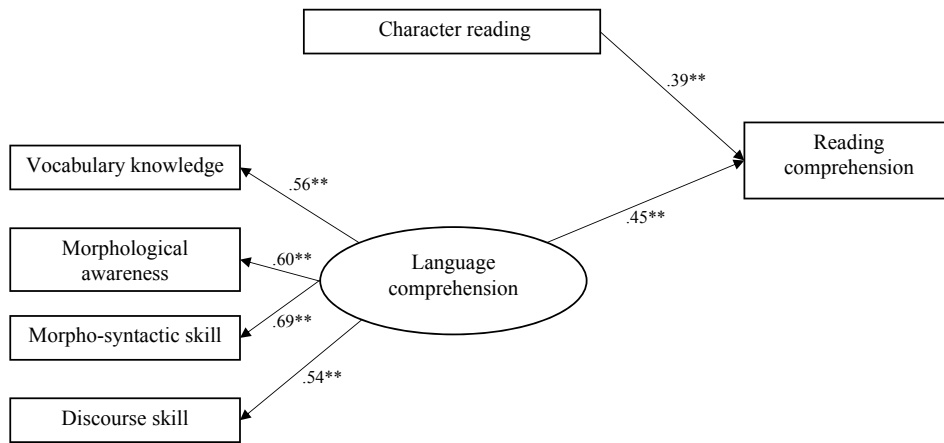 Character reading
.39**
Reading
comprehension
Vocabulary knowledge
.56**
.45**
Morphological
awareness
.60**
Language
comprehension
Morpho-syntactic skill
.69**
.54**
Discourse skill